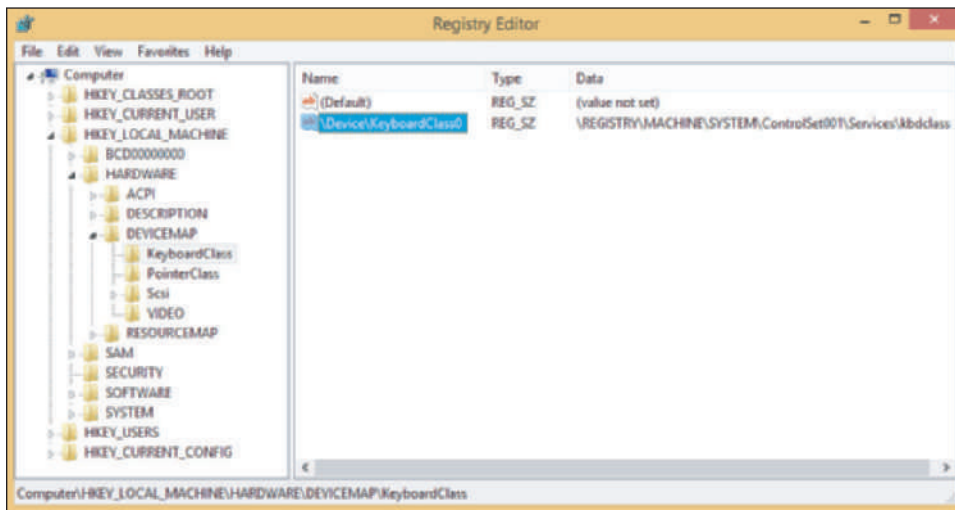 Registry Editor
File Edit View Favorites Help
Computer
HKEY_CLASSES_ROOT
HKEY_CURRENT_USER
HKEY_LOCAL_MACHINE
BCD00000000
HARDWARE
ACPI
DESCRIPTION
DEVICEMAP
KeyboardClass
PointerClass
Scsi
VIDEO
RESOURCEMAP
SAM
SECURITY
SOFTWARE
SYSTEM
HKEY_USERS
HKEY_CURRENT_CONFIG
Name Type Data
ab (Default) REG_SZ (value not set)
ab \Device\KeyboardClass0 REG_SZ \REGISTRY\MACHINE\SYSTEM\ControlSet001\Services\kbdclass
Computer\HKEY_LOCAL_MACHINE\HARDWARE\DEVICEMAP\KeyboardClass